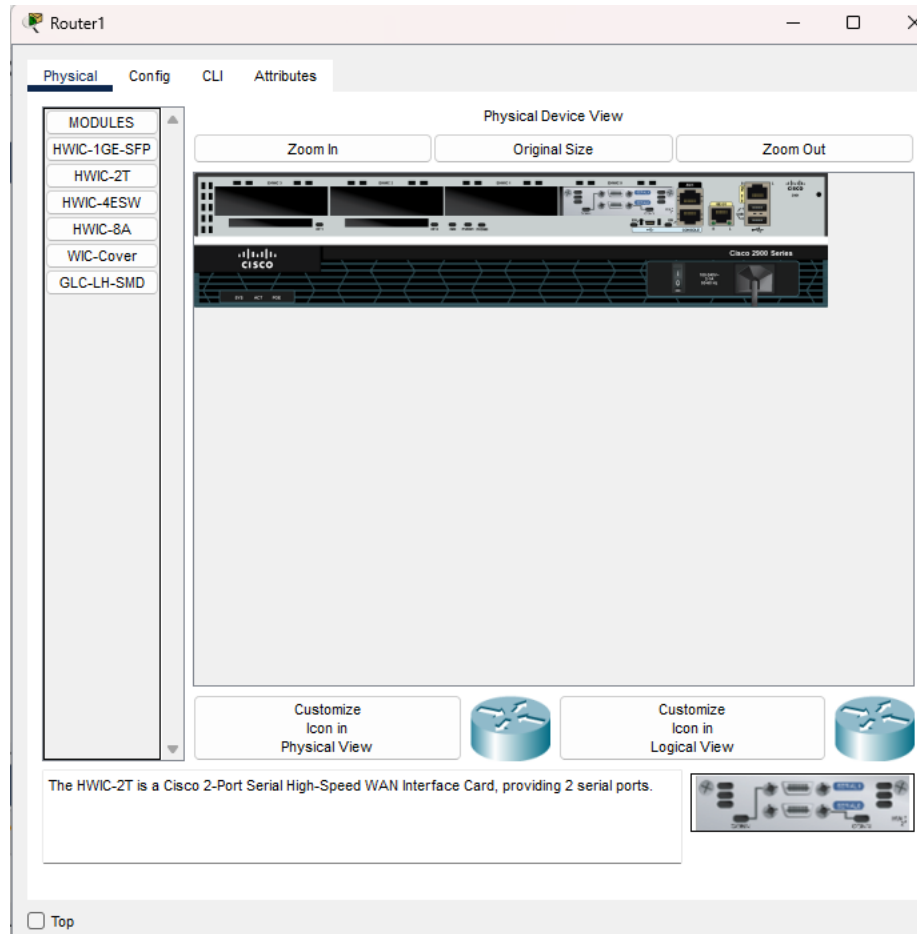 Router1
Physical Config CLI Attributes
MODULES
HWIC-1GE-SFP
HWIC-2T
HWIC-4ESW
HWIC-8A
WIC-Cover
GLC-LH-SMD
Physical Device View
Zoom In Original Size Zoom Out
CISCO
Cisco 2900 Series
SYS ACT POE
Customize
Icon in
Physical View
Customize
Icon in
Logical View
The HWIC-2T is a Cisco 2-Port Serial High-Speed WAN Interface Card, providing 2 serial ports.
Top